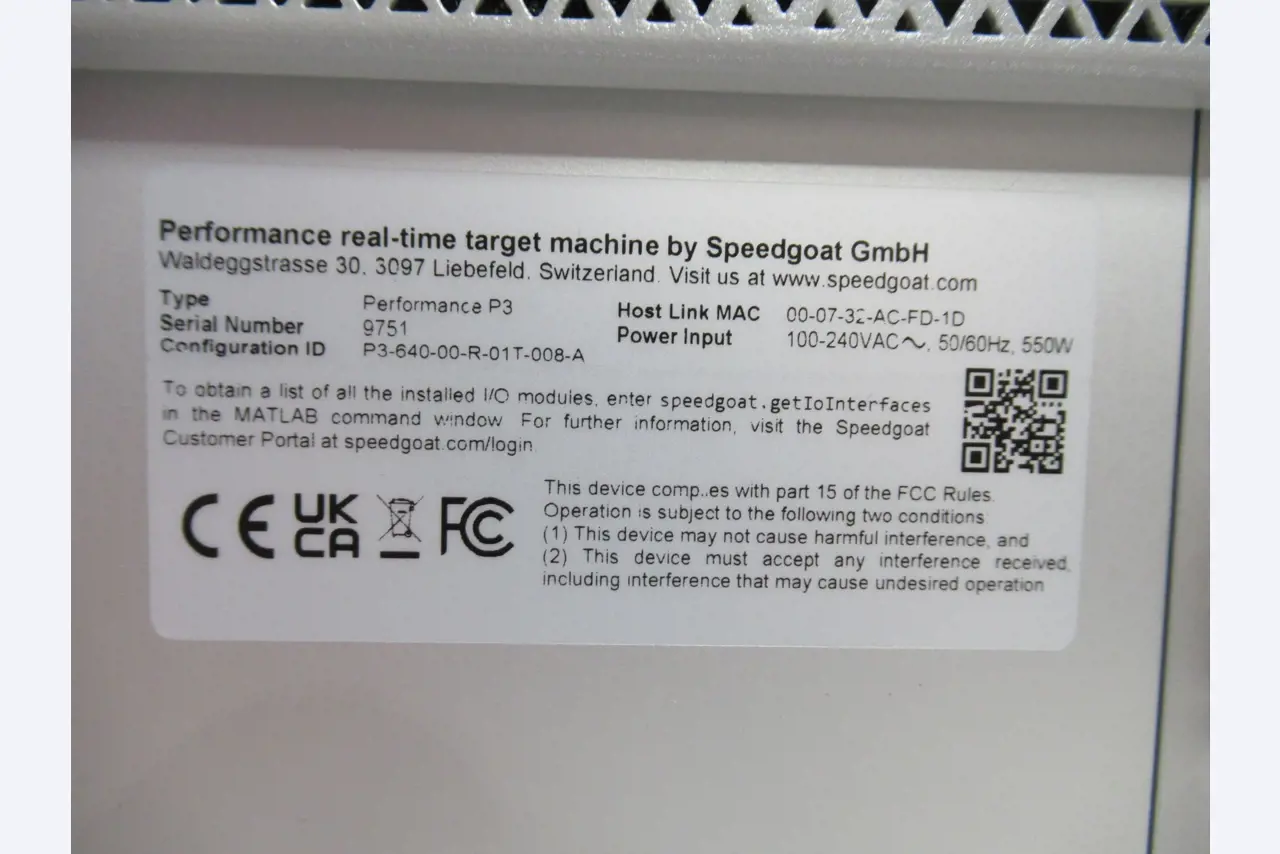 Performance real-time target machine by Speedgoat GmbH
Waldeggstrasse 30, 3097 Liebefeld, Switzerland. Visit us at www.speedgoat.com
Type Performance P3
Serial Number 9751
Configuration ID P3-640-00-R-01T-008-A
Host Link MAC 00-07-32-AC-FD-1D
Power Input 100-240VAC~, 50/60Hz, 550W
To obtain a list of all the installed I/O modules, enter speedgoat.getIoInterfaces
in the MATLAB command window For further information, visit the Speedgoat
Customer Portal at speedgoat.com/login
CE UK CA FC
This device complies with part 15 of the FCC Rules.
Operation is subject to the following two conditions
(1) This device may not cause harmful interference, and
(2) This device must accept any interference received,
including interference that may cause undesired operation